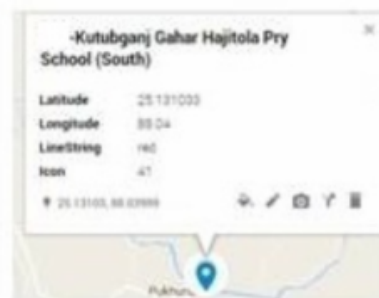 -Kutubganj Gahar Hajitola Pry
School (South)
Latitude 25.131033
Longitude 88.04
LineString red
Icon 41
25.13103, 88.03999